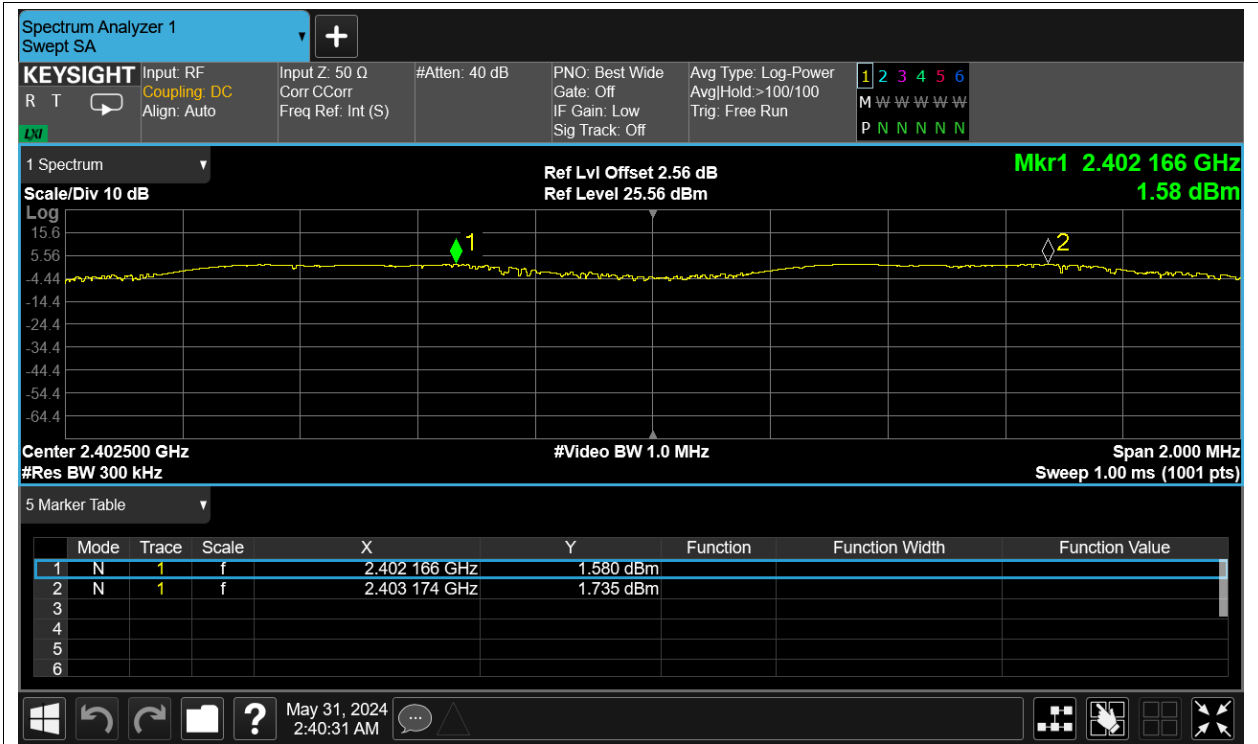 Spectrum Analyzer 1
Swept SA
+
KEYSIGHT
R T
LXI
Input: RF
Coupling: DC
Align: Auto
Input Z: 50 Ω
Corr CCorr
Freq Ref: Int (S)
#Atten: 40 dB
PNO: Best Wide
Gate: Off
IF Gain: Low
Sig Track: Off
Avg Type: Log-Power
Avg|Hold:>100/100
Trig: Free Run
1 2 3 4 5 6
M W W W W W
P N N N N N
1 Spectrum
Scale/Div 10 dB
Ref Lvl Offset 2.56 dB
Ref Level 25.56 dBm
Mkr1 2.402 166 GHz
1.58 dBm
Log
15.6
5.56
-4.44
-14.4
-24.4
-34.4
-44.4
-54.4
-64.4
1
2
Center 2.402500 GHz
#Res BW 300 kHz
#Video BW 1.0 MHz
Span 2.000 MHz
Sweep 1.00 ms (1001 pts)
5 Marker Table
Mode Trace Scale X Y Function Function Width Function Value
1 N 1 f 2.402 166 GHz 1.580 dBm
2 N 1 f 2.403 174 GHz 1.735 dBm
3
4
5
6
?
May 31, 2024
2:40:31 AM